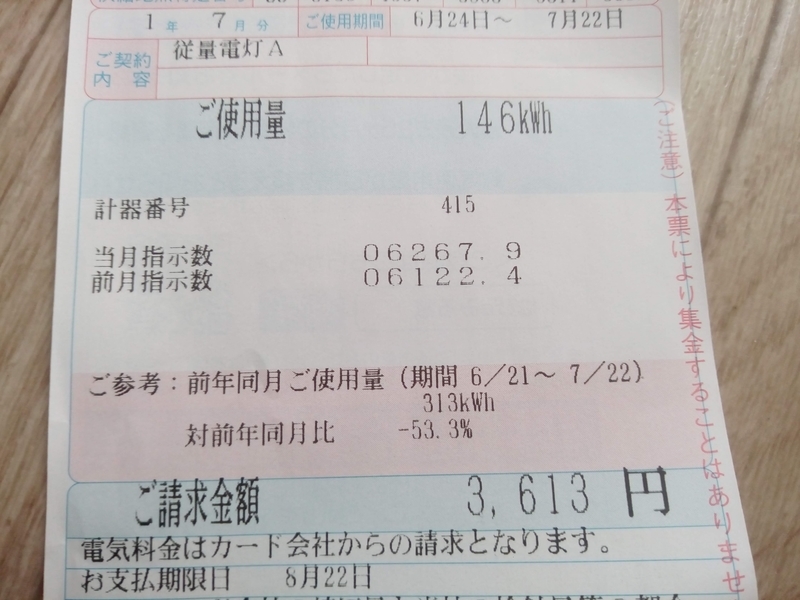 1年 7月分 ご使用期間 6月24日～ 7月22日
ご契約内容 従量電灯A
ご使用量 146kWh
計器番号 415
当月指示数 06267.9
前月指示数 06122.4
ご参考：前年同月ご使用量（期間 6／21～ 7／22）
313kWh
対前年同月比 -53.3%
ご請求金額 3,613 円
電気料金はカード会社からの請求となります。
お支払期限日 8月22日
（ご注意）本票により集金することはありませ